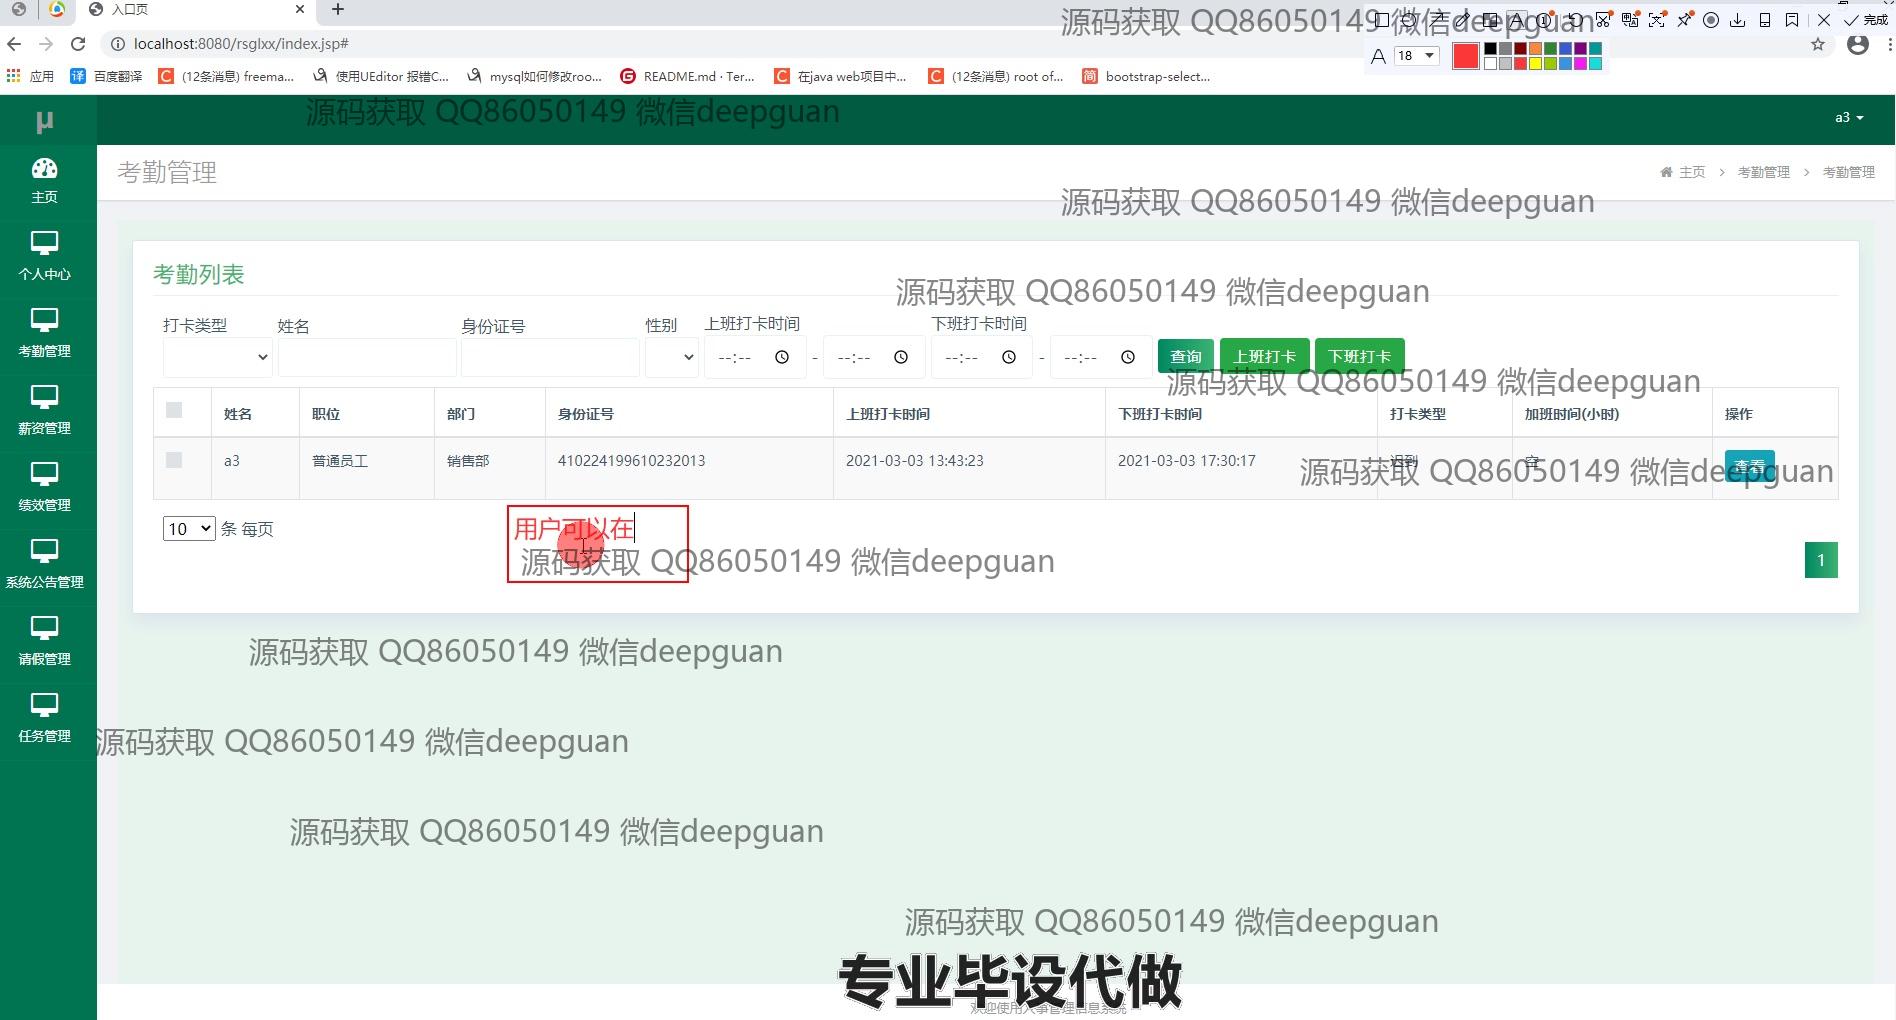 入口页
源码获取 QQ86050149 微信deepguan
完成
localhost:8080/rsglxx/index.jsp#
A 18
应用 百度翻译 (12条消息) freema... 使用UEditor 报错C... mysql如何修改roo... README.md · Ter... 在java web项目中... (12条消息) root of... bootstrap-select...
源码获取 QQ86050149 微信deepguan
μ
a3
主页
考勤管理
主页 > 考勤管理 > 考勤管理
源码获取 QQ86050149 微信deepguan
个人中心
考勤列表
源码获取 QQ86050149 微信deepguan
打卡类型 姓名 身份证号 性别 上班打卡时间 下班打卡时间
考勤管理
--:-- - --:-- --:-- - --:-- 查询 上班打卡 下班打卡
源码获取 QQ86050149 微信deepguan
姓名 职位 部门 身份证号 上班打卡时间 下班打卡时间 打卡类型 加班时间(小时) 操作
薪资管理
a3 普通员工 销售部 410224199610232013 2021-03-03 13:43:23 2021-03-03 17:30:17 迟到 空 查看
源码获取 QQ86050149 微信deepguan
绩效管理
10 条 每页
用户可以在
源码获取 QQ86050149 微信deepguan
1
系统公告管理
源码获取 QQ86050149 微信deepguan
请假管理
任务管理
源码获取 QQ86050149 微信deepguan
源码获取 QQ86050149 微信deepguan
源码获取 QQ86050149 微信deepguan
专业毕设代做
欢迎使用人事管理信息系统